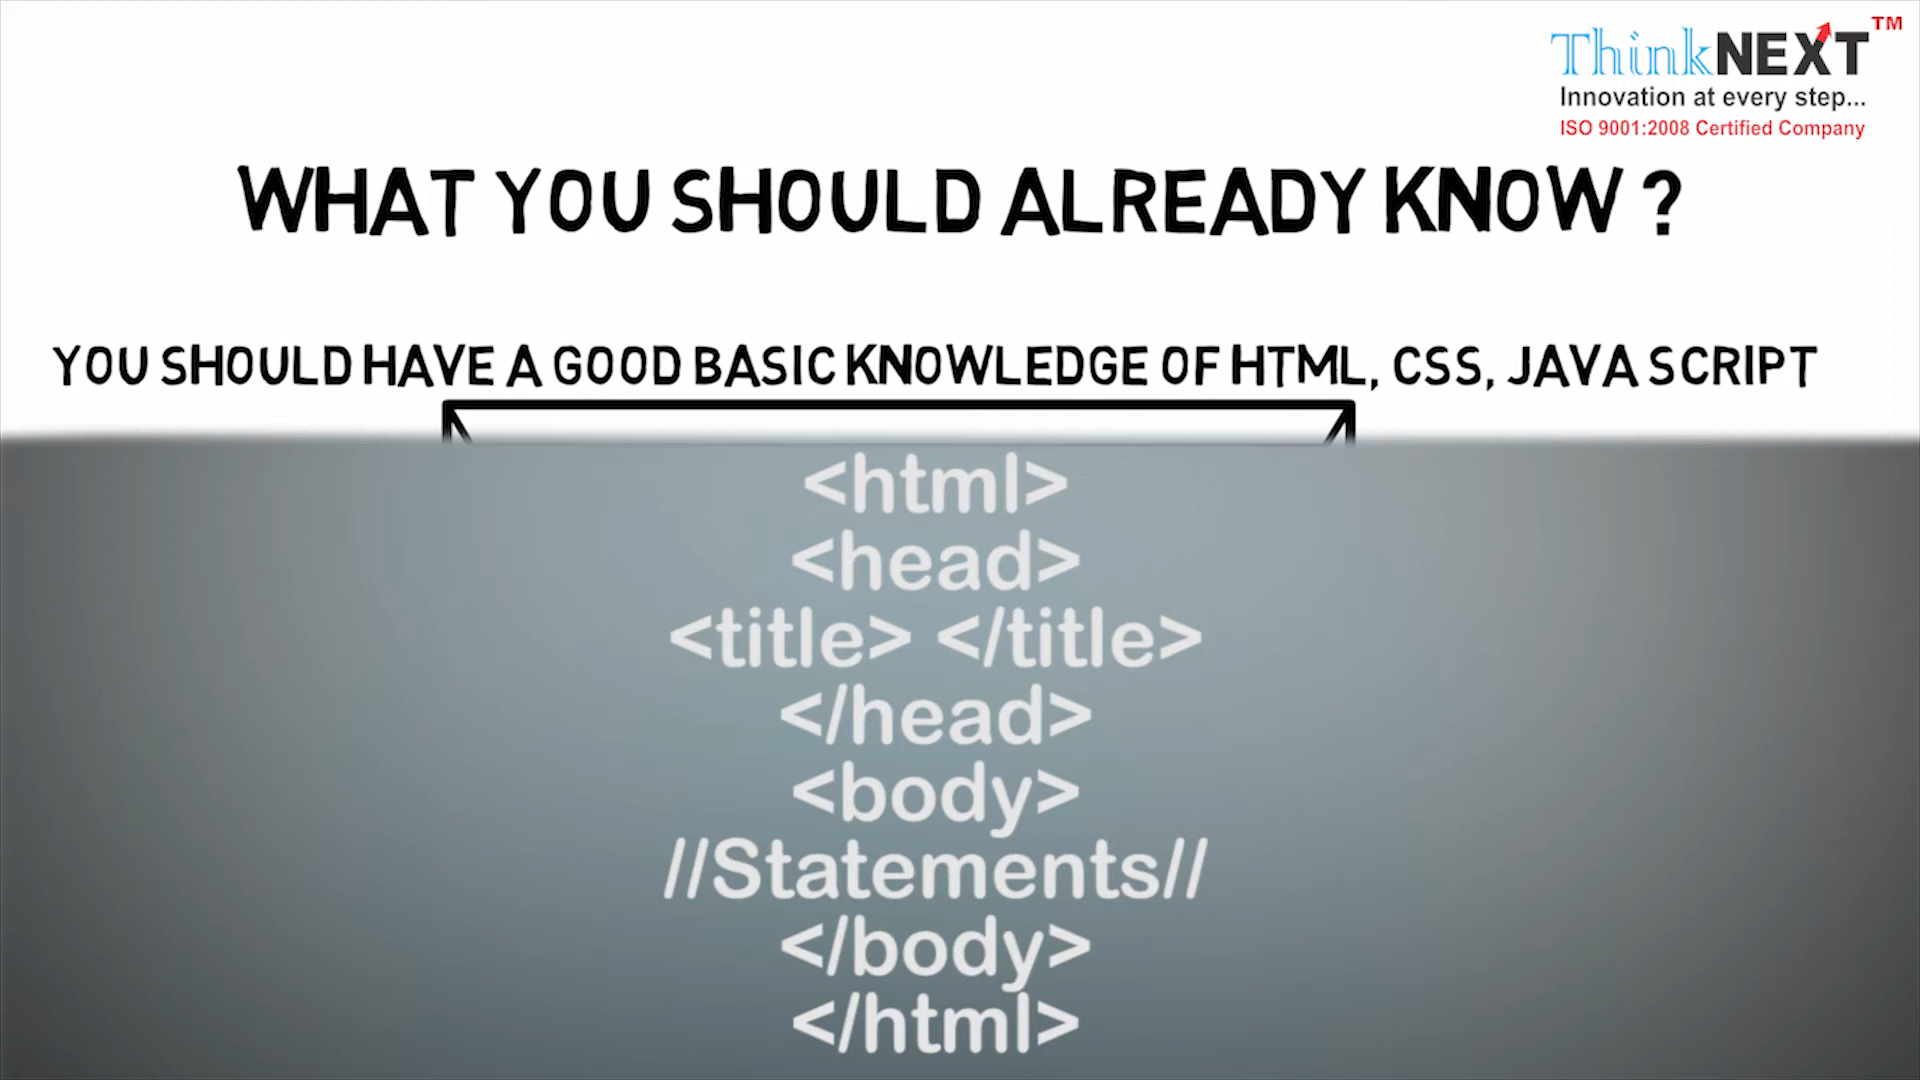 ThinkNEXT™
Innovation at every step...
ISO 9001:2008 Certified Company
WHAT YOU SHOULD ALREADY KNOW ?
YOU SHOULD HAVE A GOOD BASIC KNOWLEDGE OF HTML, CSS, JAVA SCRIPT
<html>
<head>
<title> </title>
</head>
<body>
//Statements//
</body>
</html>